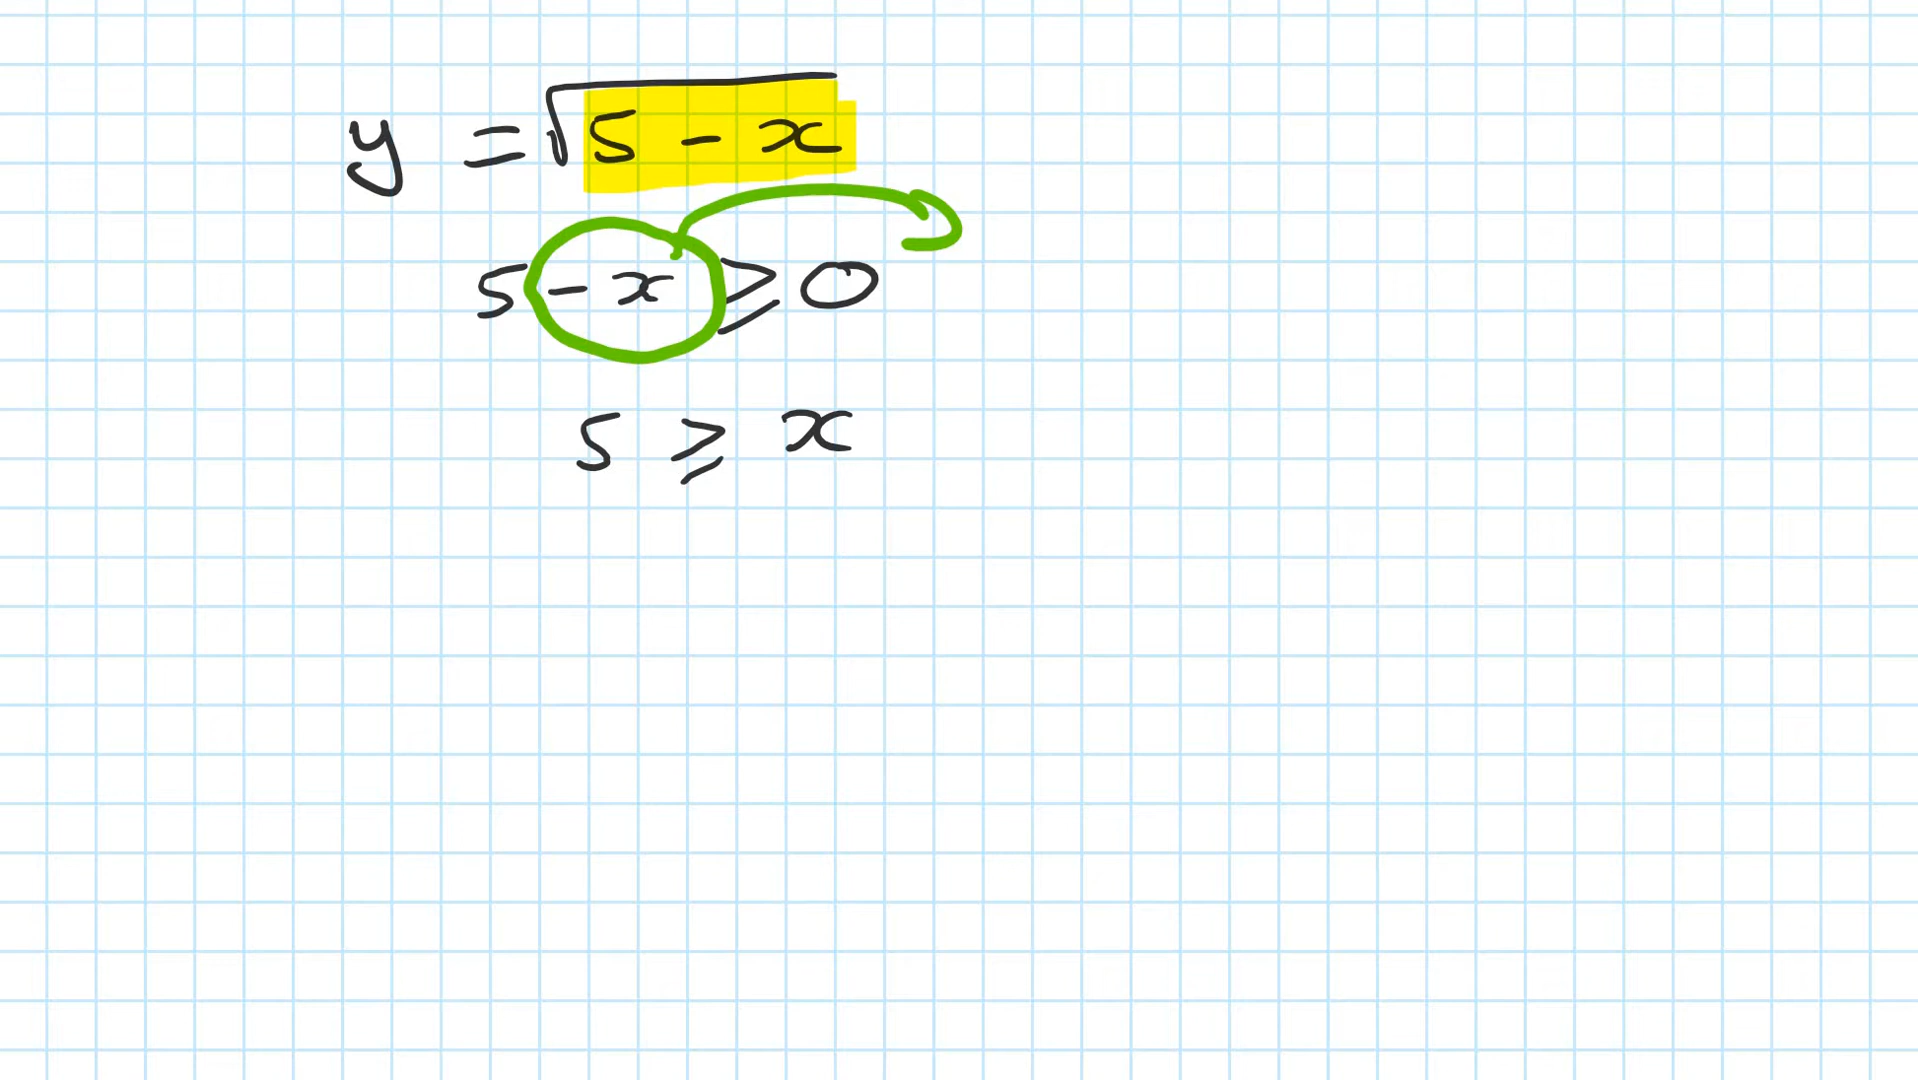 y = √5 - x
5 - x ≥ 0
5 ≥ x